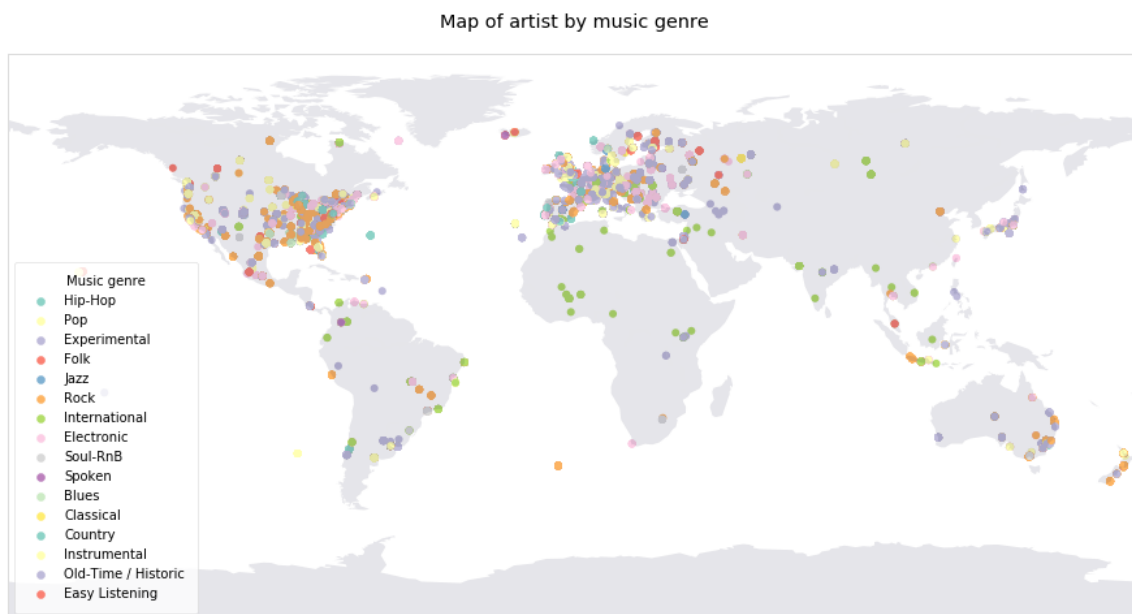 Map of artist by music genre
Music genre
Hip-Hop
Pop
Experimental
Folk
Jazz
Rock
International
Electronic
Soul-RnB
Spoken
Blues
Classical
Country
Instrumental
Old-Time / Historic
Easy Listening